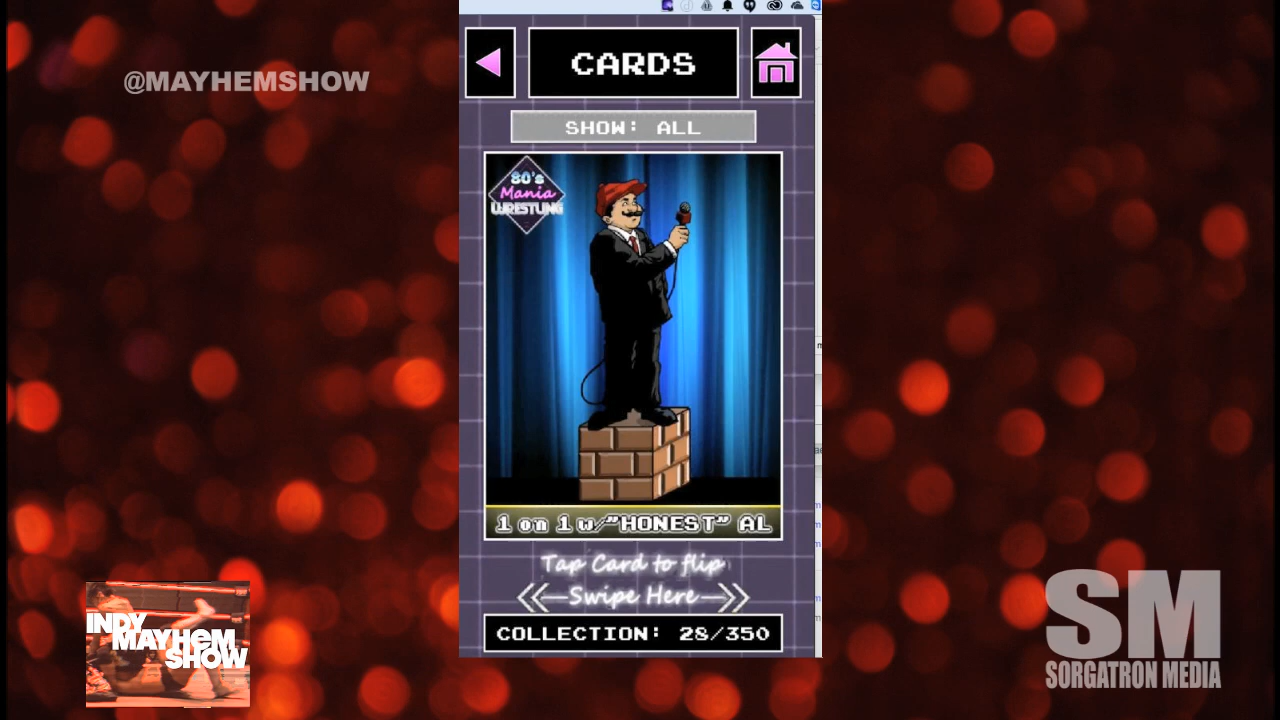 @MAYHEMSHOW
CARDS
SHOW: ALL
80's
Mania
WRESTLING
1 on 1 w/"HONEST" AL
Tap Card to flip
Swipe Here
COLLECTION: 28/350
INDY
MAYHEM
SHOW
SM
SORGATRON MEDIA